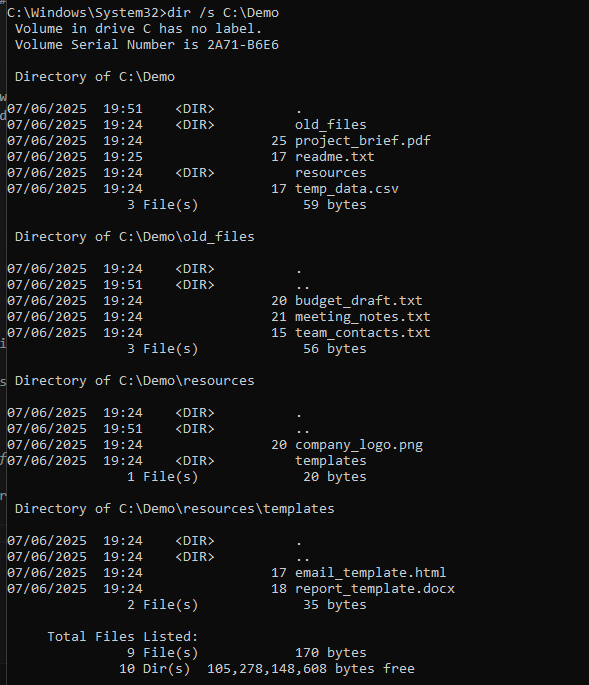 C:\Windows\System32>dir /s C:\Demo
 Volume in drive C has no label.
 Volume Serial Number is 2A71-B6E6

 Directory of C:\Demo

07/06/2025  19:51    <DIR>          .
07/06/2025  19:24    <DIR>          old_files
07/06/2025  19:24                25 project_brief.pdf
07/06/2025  19:25                17 readme.txt
07/06/2025  19:24    <DIR>          resources
07/06/2025  19:24                17 temp_data.csv
               3 File(s)             59 bytes

 Directory of C:\Demo\old_files

07/06/2025  19:24    <DIR>          .
07/06/2025  19:51    <DIR>          ..
07/06/2025  19:24                20 budget_draft.txt
07/06/2025  19:24                21 meeting_notes.txt
07/06/2025  19:24                15 team_contacts.txt
               3 File(s)             56 bytes

 Directory of C:\Demo\resources

07/06/2025  19:24    <DIR>          .
07/06/2025  19:51    <DIR>          ..
07/06/2025  19:24                20 company_logo.png
07/06/2025  19:24    <DIR>          templates
               1 File(s)             20 bytes

 Directory of C:\Demo\resources\templates

07/06/2025  19:24    <DIR>          .
07/06/2025  19:24    <DIR>          ..
07/06/2025  19:24                17 email_template.html
07/06/2025  19:24                18 report_template.docx
               2 File(s)             35 bytes

     Total Files Listed:
               9 File(s)            170 bytes
              10 Dir(s)  105,278,148,608 bytes free